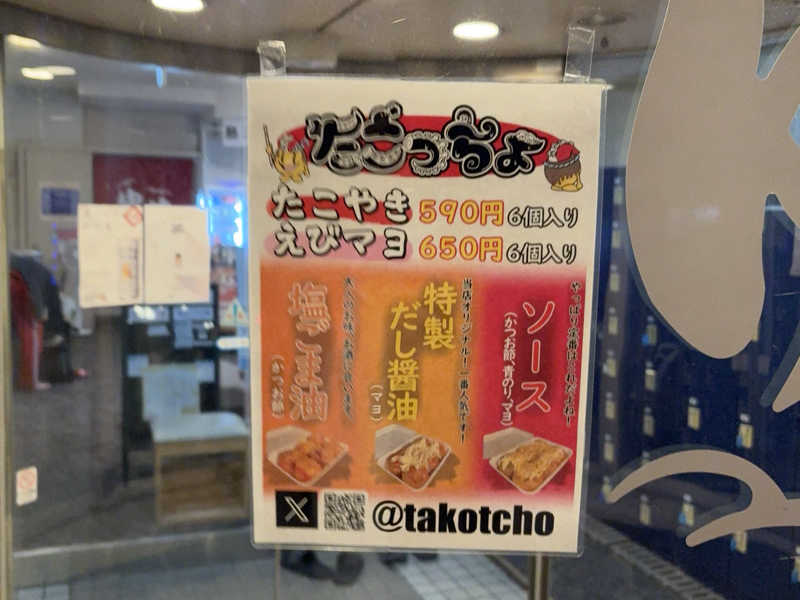 たこっちょ
たこやき 590円 6個入り
えびマヨ 650円 6個入り
やっぱり定番はこれだよね！
ソース
(かつお節、青のり、マヨ)
当店オリジナル！一番人気です！
特製
だし醤油
(マヨ)
塩ごま油
(かつお節)
X @takotcho